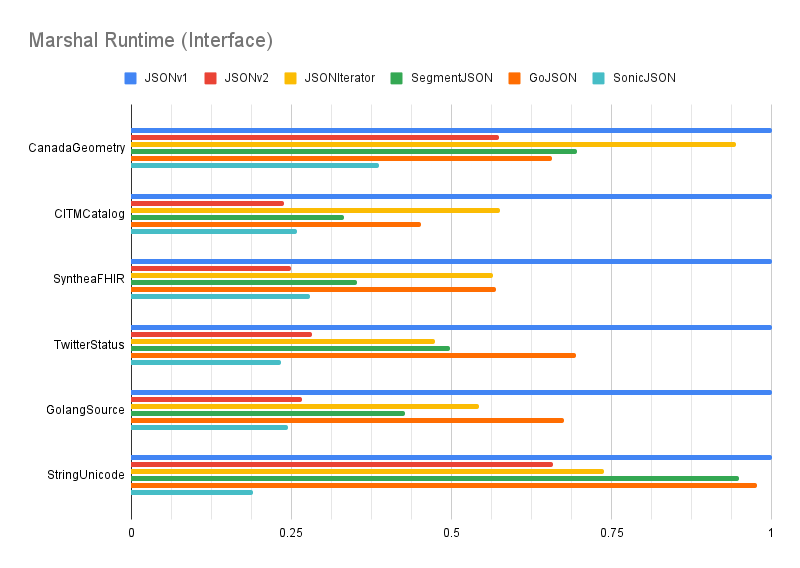 Marshal Runtime (Interface)
JSONv1 JSONv2 JSONIterator SegmentJSON GoJSON SonicJSON
CanadaGeometry
CITMCatalog
SyntheaFHIR
TwitterStatus
GolangSource
StringUnicode
0 0.25 0.5 0.75 1